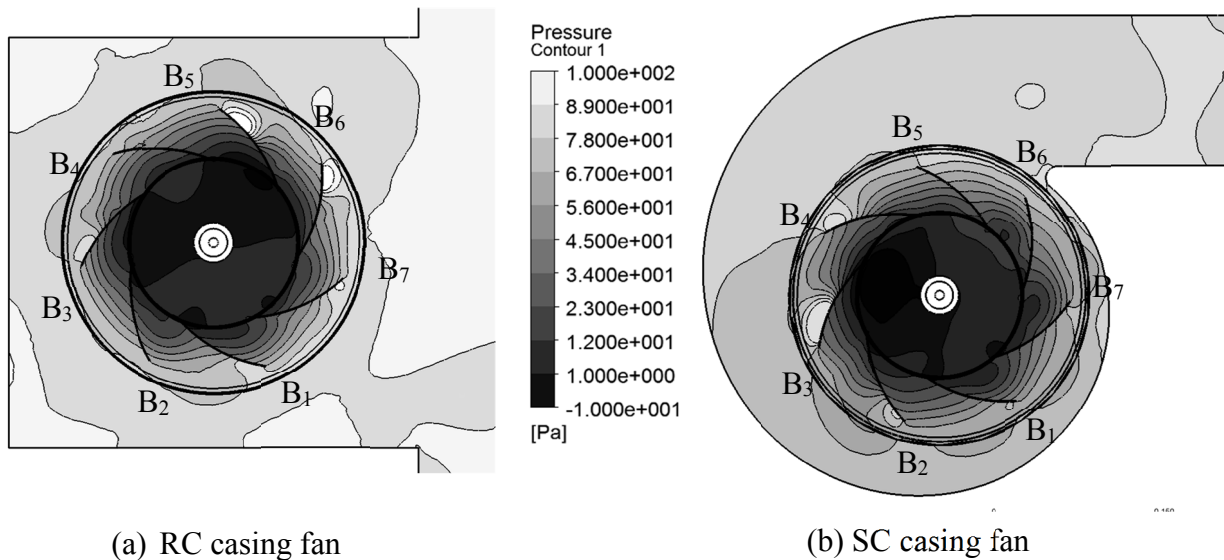 Pressure
Contour 1
1.000e+002
8.900e+001
7.800e+001
6.700e+001
5.600e+001
4.500e+001
3.400e+001
2.300e+001
1.200e+001
1.000e+000
-1.000e+001
[Pa]
B5
B6
B4
B7
B3
B2
B1
B5
B6
B4
B7
B3
B1
B2
(a) RC casing fan
(b) SC casing fan